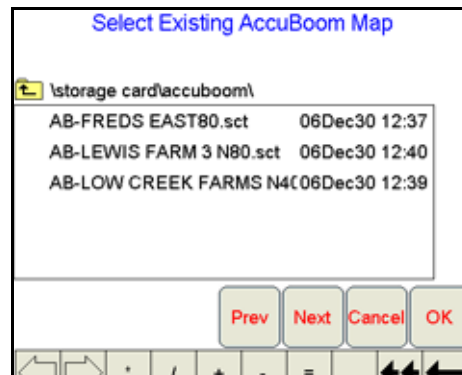 Select Existing AccuBoom Map
\storage card\accuboom\
AB-FREDS EAST80.sct 06Dec30 12:37
AB-LEWIS FARM 3 N80.sct 06Dec30 12:40
AB-LOW CREEK FARMS N4 06Dec30 12:39
Prev Next Cancel OK